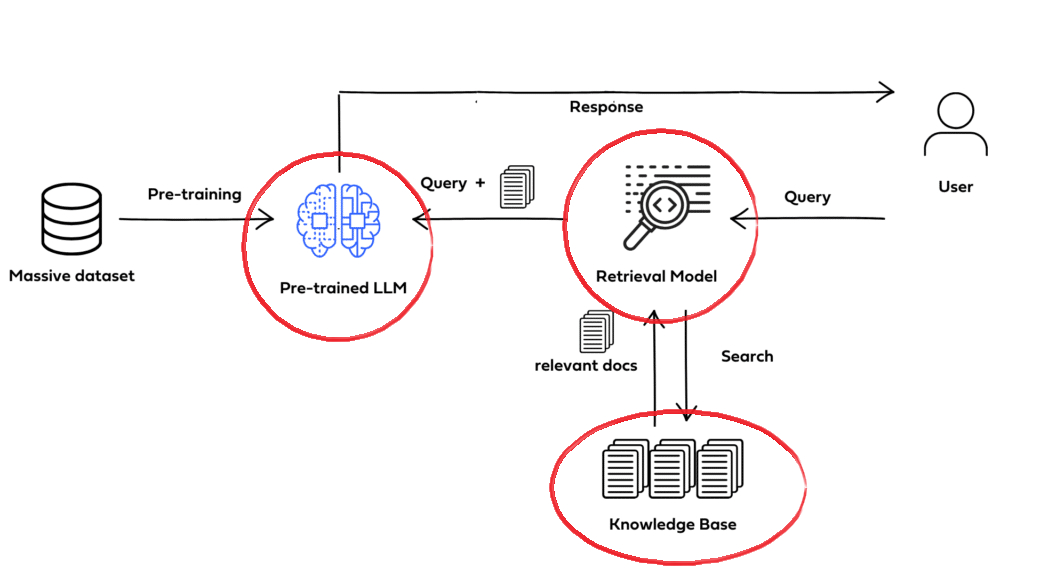 Response
User
Pre-training
Query +
Query
Massive dataset
Pre-trained LLM
Retrieval Model
relevant docs
Search
Knowledge Base